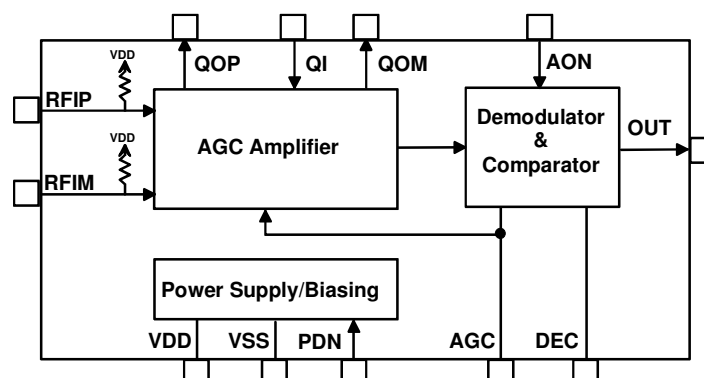 QOP
QI
QOM
AON
VDD
RFIP
VDD
RFIM
AGC Amplifier
Demodulator
&
Comparator
OUT
Power Supply/Biasing
VDD
VSS
PDN
AGC
DEC